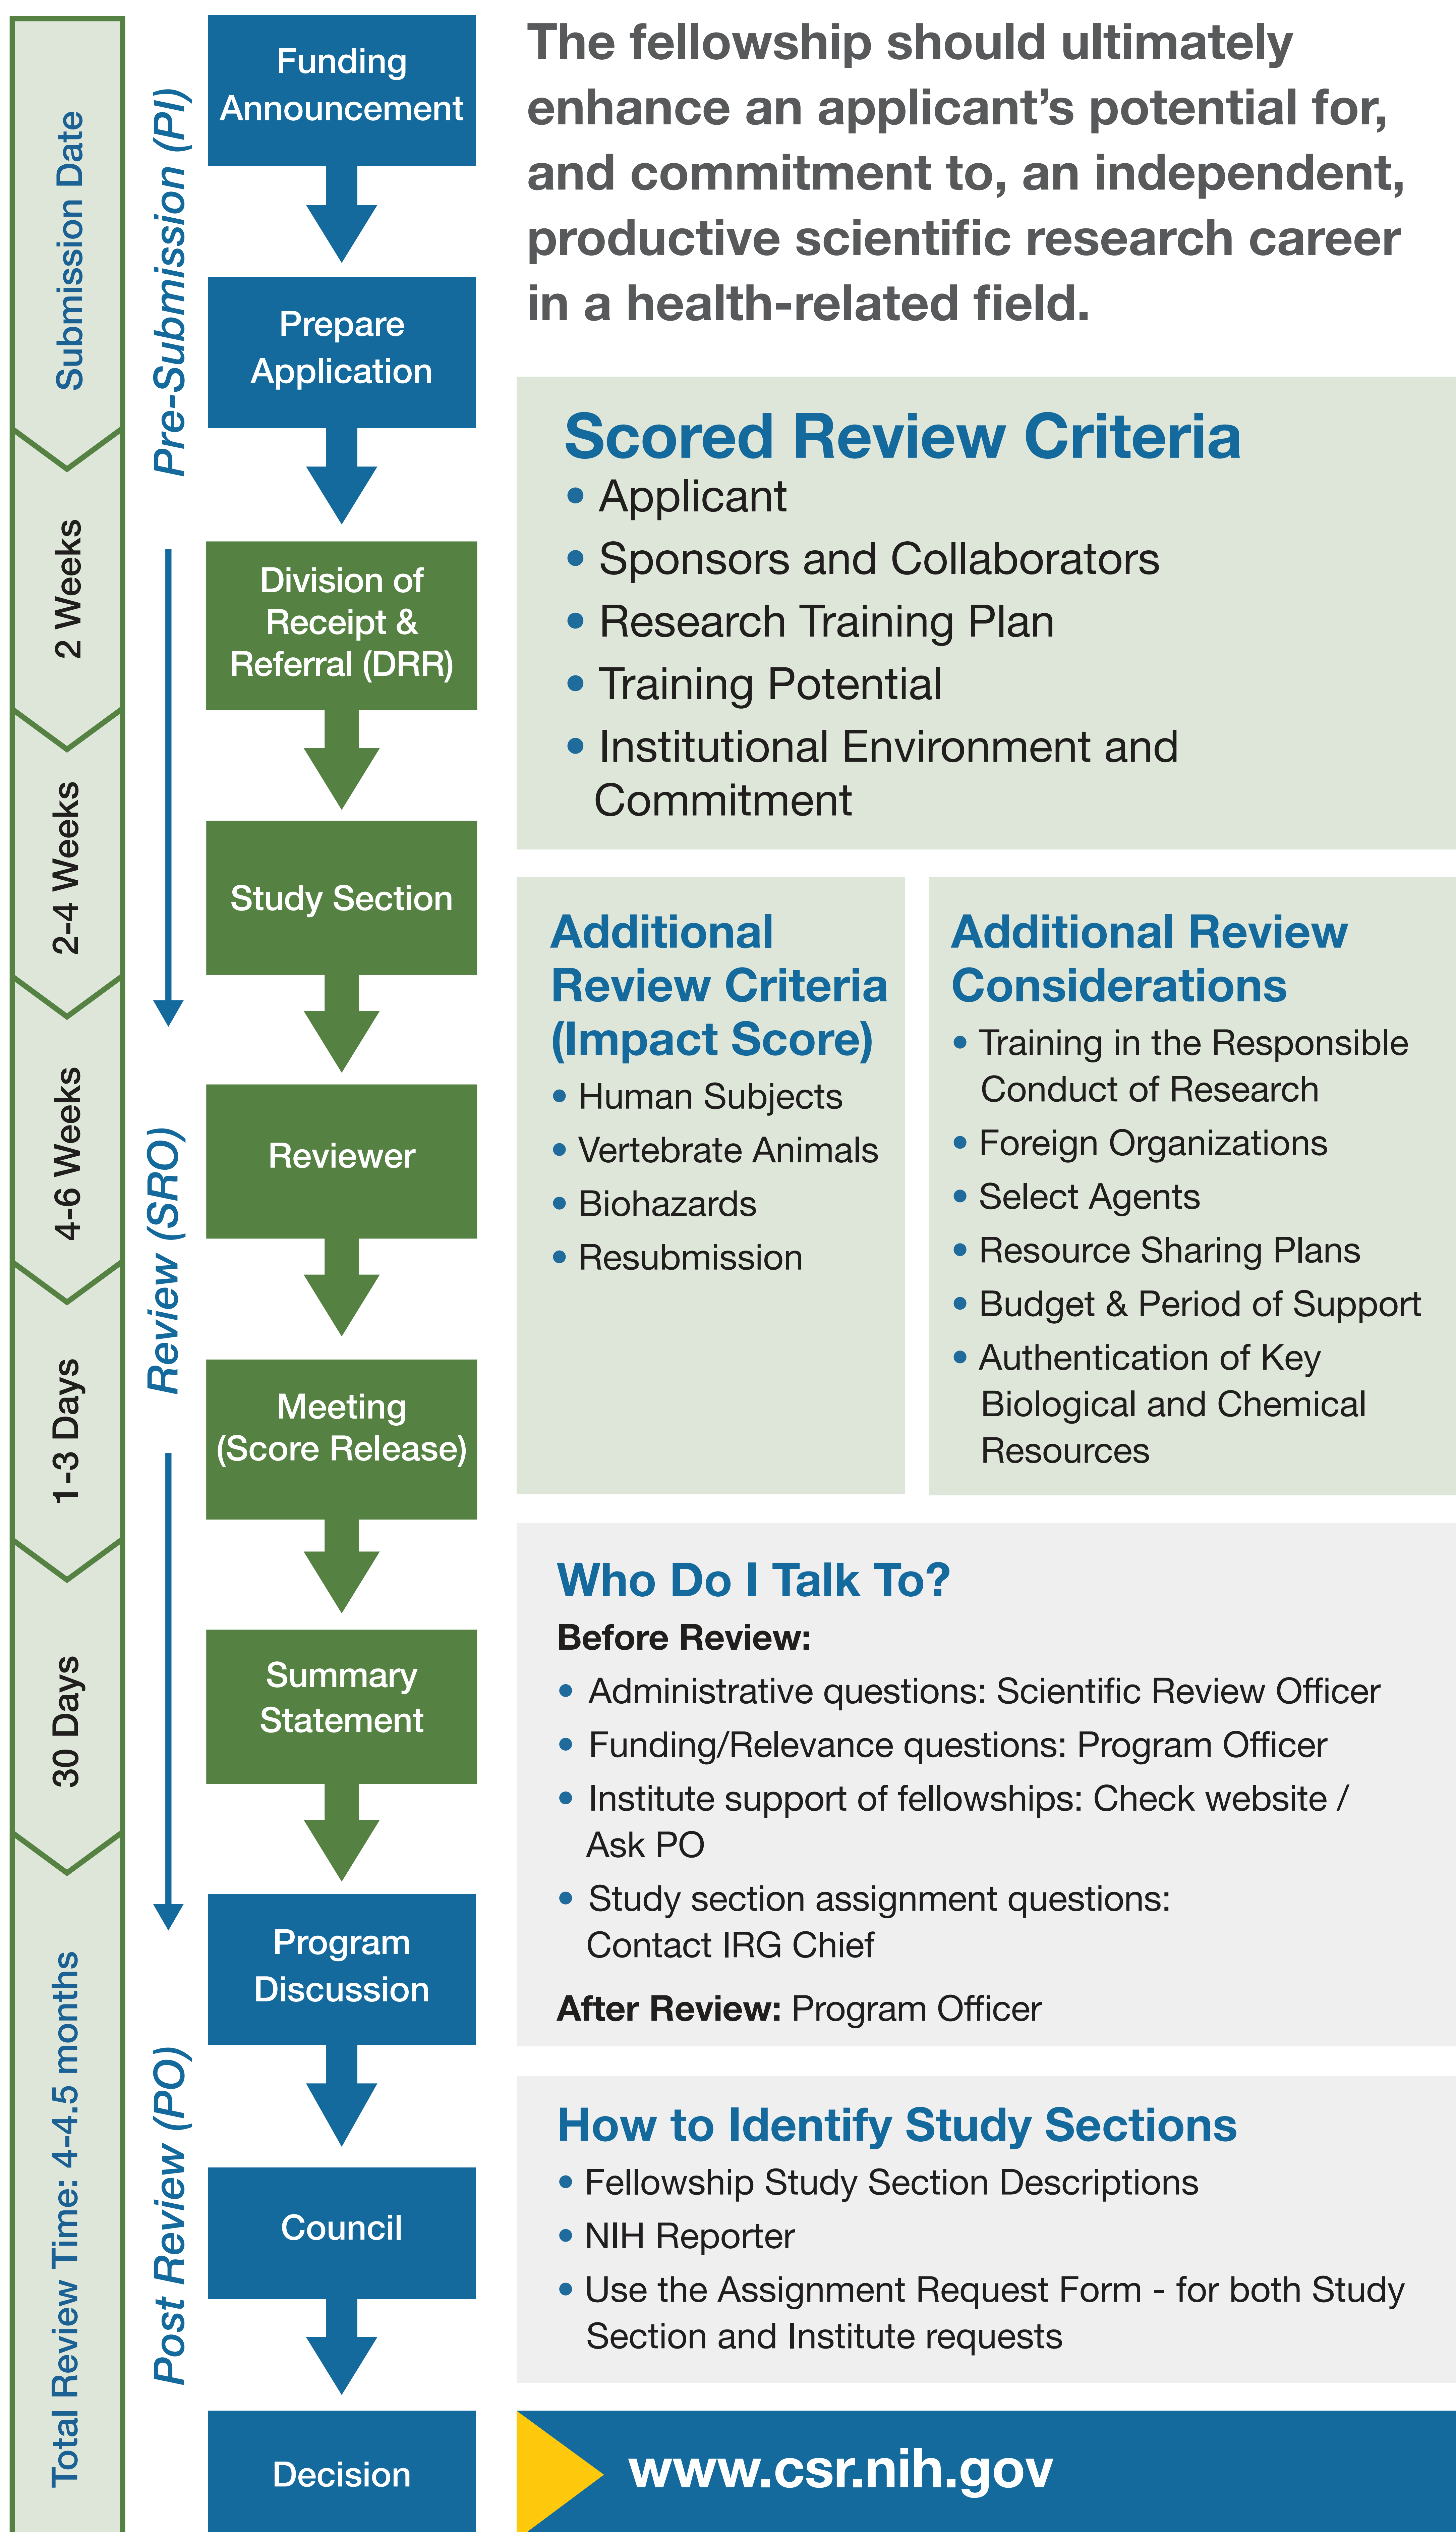 Submission Date
2 Weeks
2-4 Weeks
4-6 Weeks
1-3 Days
30 Days
Total Review Time: 4-4.5 months
Pre-Submission (PI)
Review (SRO)
Post Review (PO)
Funding
Announcement
Prepare
Application
Division of
Receipt &
Referral (DRR)
Study Section
Reviewer
Meeting
(Score Release)
Summary
Statement
Program
Discussion
Council
Decision
The fellowship should ultimately
enhance an applicant’s potential for,
and commitment to, an independent,
productive scientific research career
in a health-related field.
Scored Review Criteria
• Applicant
• Sponsors and Collaborators
• Research Training Plan
• Training Potential
• Institutional Environment and
Commitment
Additional
Review Criteria
(Impact Score)
• Human Subjects
• Vertebrate Animals
• Biohazards
• Resubmission
Additional Review
Considerations
• Training in the Responsible
Conduct of Research
• Foreign Organizations
• Select Agents
• Resource Sharing Plans
• Budget & Period of Support
• Authentication of Key
Biological and Chemical
Resources
Who Do I Talk To?
Before Review:
• Administrative questions: Scientific Review Officer
• Funding/Relevance questions: Program Officer
• Institute support of fellowships: Check website /
Ask PO
• Study section assignment questions:
Contact IRG Chief
After Review: Program Officer
How to Identify Study Sections
• Fellowship Study Section Descriptions
• NIH Reporter
• Use the Assignment Request Form - for both Study
Section and Institute requests
www.csr.nih.gov